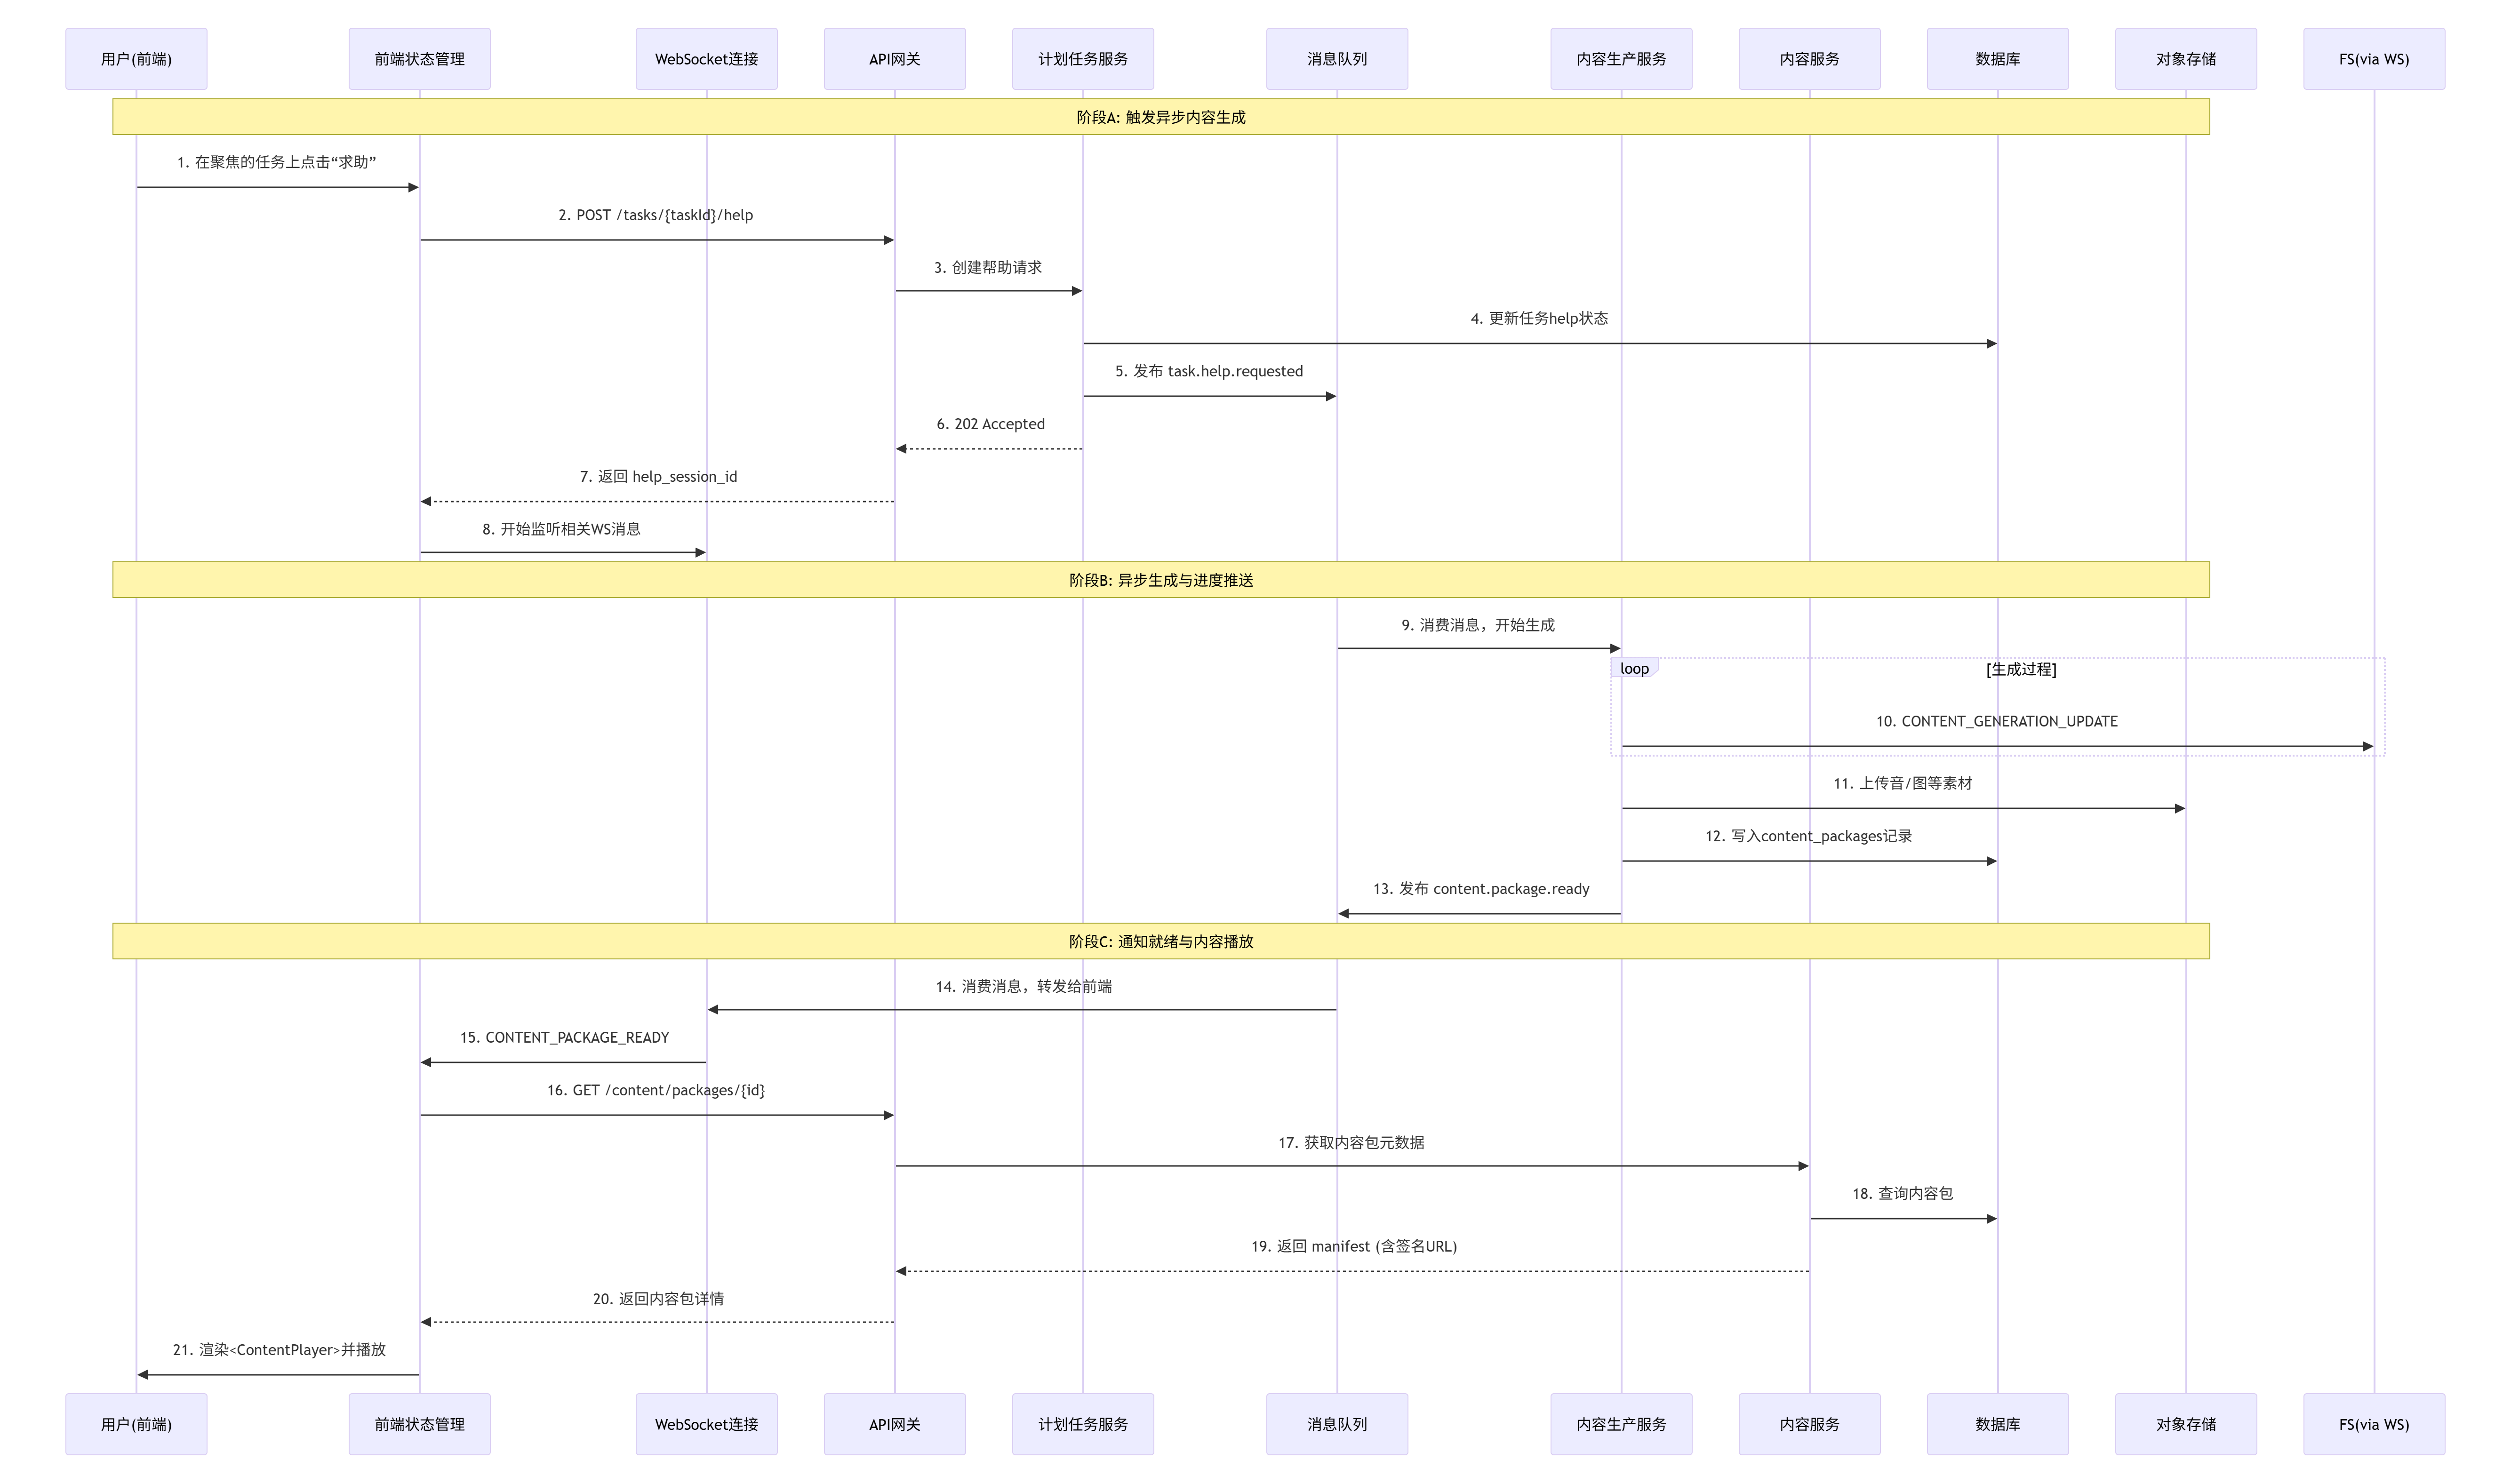 用户(前端)
前端状态管理
WebSocket连接
API网关
计划任务服务
消息队列
内容生产服务
内容服务
数据库
对象存储
FS(via WS)
阶段A: 触发异步内容生成
1. 在聚焦的任务上点击“求助”
2. POST /tasks/{taskId}/help
3. 创建帮助请求
4. 更新任务help状态
5. 发布 task.help.requested
6. 202 Accepted
7. 返回 help_session_id
8. 开始监听相关WS消息
阶段B: 异步生成与进度推送
9. 消费消息，开始生成
loop
[生成过程]
10. CONTENT_GENERATION_UPDATE
11. 上传音/图等素材
12. 写入content_packages记录
13. 发布 content.package.ready
阶段C: 通知就绪与内容播放
14. 消费消息，转发给前端
15. CONTENT_PACKAGE_READY
16. GET /content/packages/{id}
17. 获取内容包元数据
18. 查询内容包
19. 返回 manifest (含签名URL)
20. 返回内容包详情
21. 渲染<ContentPlayer>并播放
用户(前端)
前端状态管理
WebSocket连接
API网关
计划任务服务
消息队列
内容生产服务
内容服务
数据库
对象存储
FS(via WS)